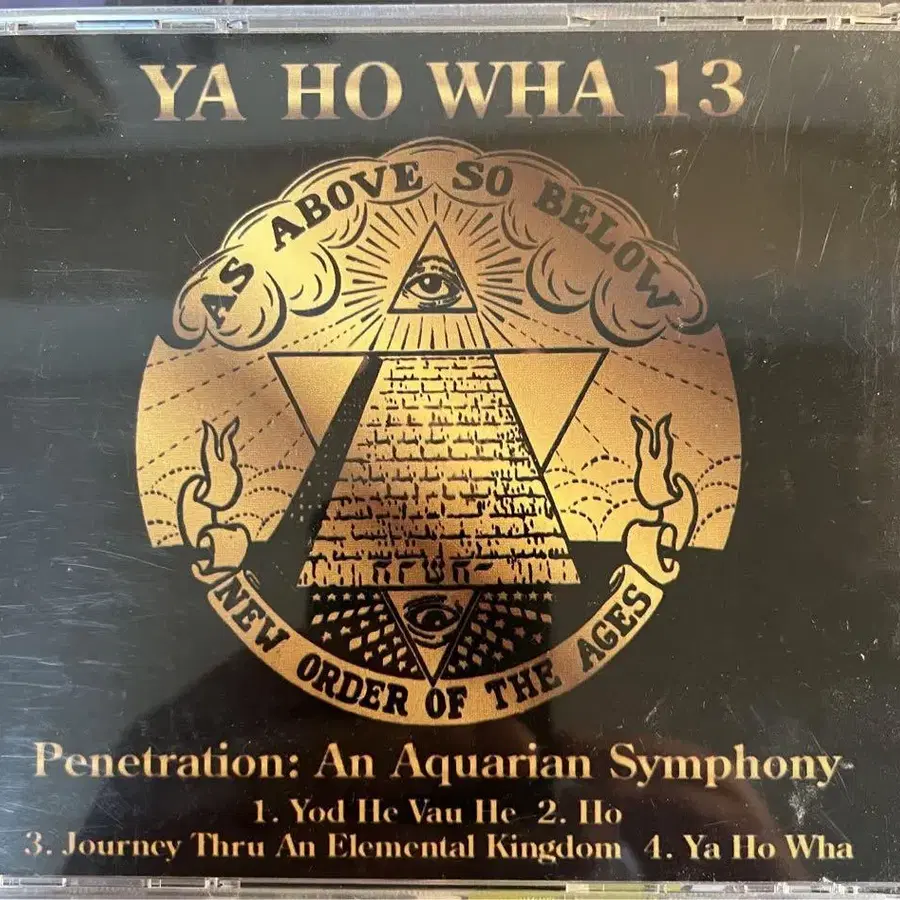 YA HO WHA 13
AS ABOVE SO BELOW
NEW ORDER OF THE AGES
Penetration: An Aquarian Symphony
1. Yod He Vau He 2. Ho
3. Journey Thru An Elemental Kingdom 4. Ya Ho Wha